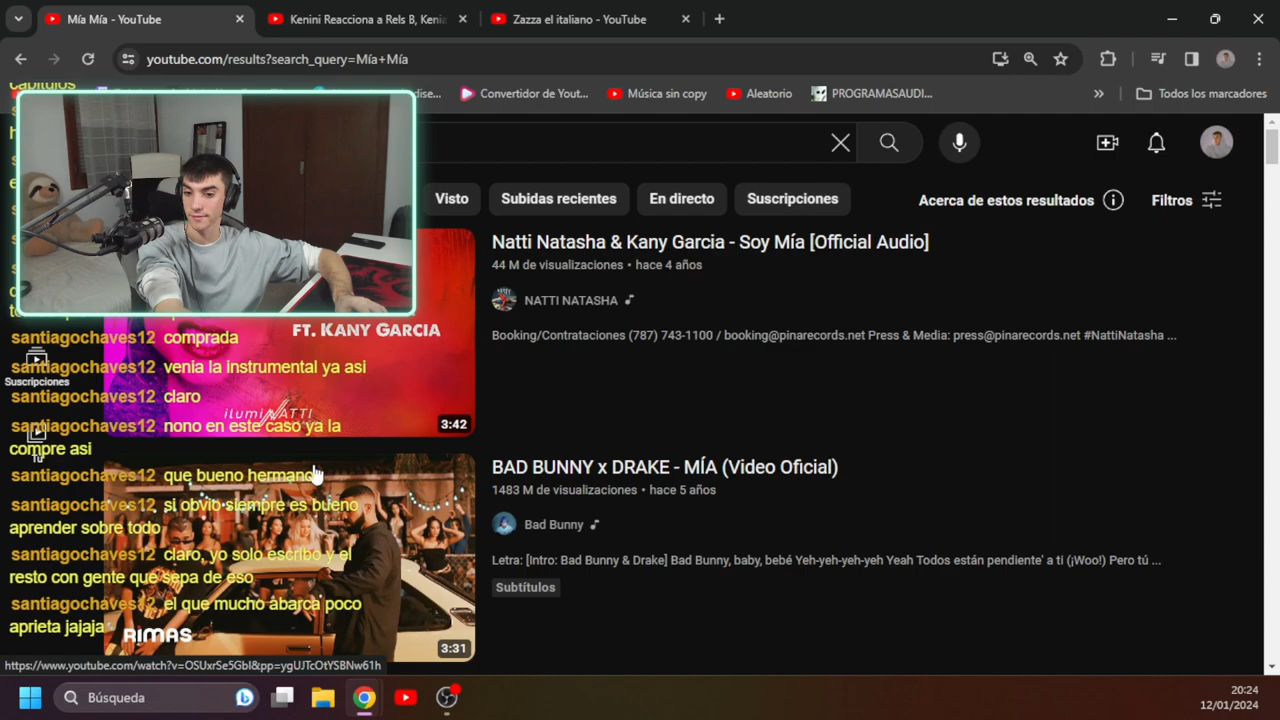 Mía Mía - YouTube
Kenini Reacciona a Rels B, Kenia
Zazza el italiano - YouTube
youtube.com/results?search_query=Mía+Mía
Convertidor de Yout...
Música sin copy
Aleatorio
PROGRAMASAUDI...
Todos los marcadores
capitulos
Visto
Subidas recientes
En directo
Suscripciones
Acerca de estos resultados
Filtros
Natti Natasha & Kany Garcia - Soy Mía [Official Audio]
44 M de visualizaciones • hace 4 años
NATTI NATASHA
Booking/Contrataciones (787) 743-1100 / booking@pinarecords.net Press & Media: press@pinarecords.net #NattiNatasha ...
FT. KANY GARCIA
ilumiNATTI
3:42
santiagochaves12 comprada
santiagochaves12 venia la instrumental ya asi
Suscripciones
santiagochaves12 claro
santiagochaves12 nono en este caso ya la
compre asi
Tú
santiagochaves12 que bueno hermano
santiagochaves12 si obvio siempre es bueno
aprender sobre todo
santiagochaves12 claro, yo solo escribo y el
resto con gente que sepa de eso
santiagochaves12 el que mucho abarca poco
aprieta jajaja
RIMAS
3:31
BAD BUNNY x DRAKE - MÍA (Video Oficial)
1483 M de visualizaciones • hace 5 años
Bad Bunny
Letra: [Intro: Bad Bunny & Drake] Bad Bunny, baby, bebé Yeh-yeh-yeh-yeh Yeah Todos están pendiente' a ti (¡Woo!) Pero tú ...
Subtítulos
https://www.youtube.com/watch?v=OSUxrSe5GbI&pp=ygUJTcOtYSBNw61h
Búsqueda
20:24
12/01/2024